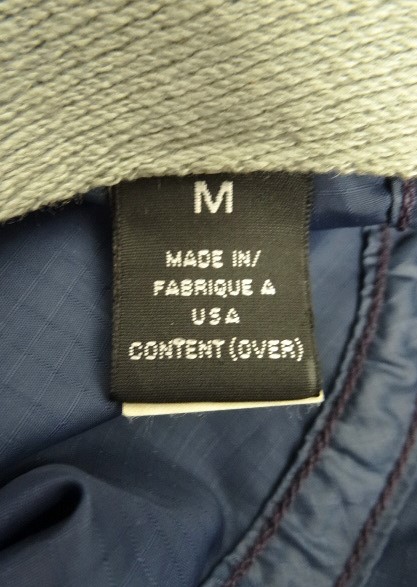 M
MADE IN/
FABRIQUE A
USA
CONTENT (OVER)